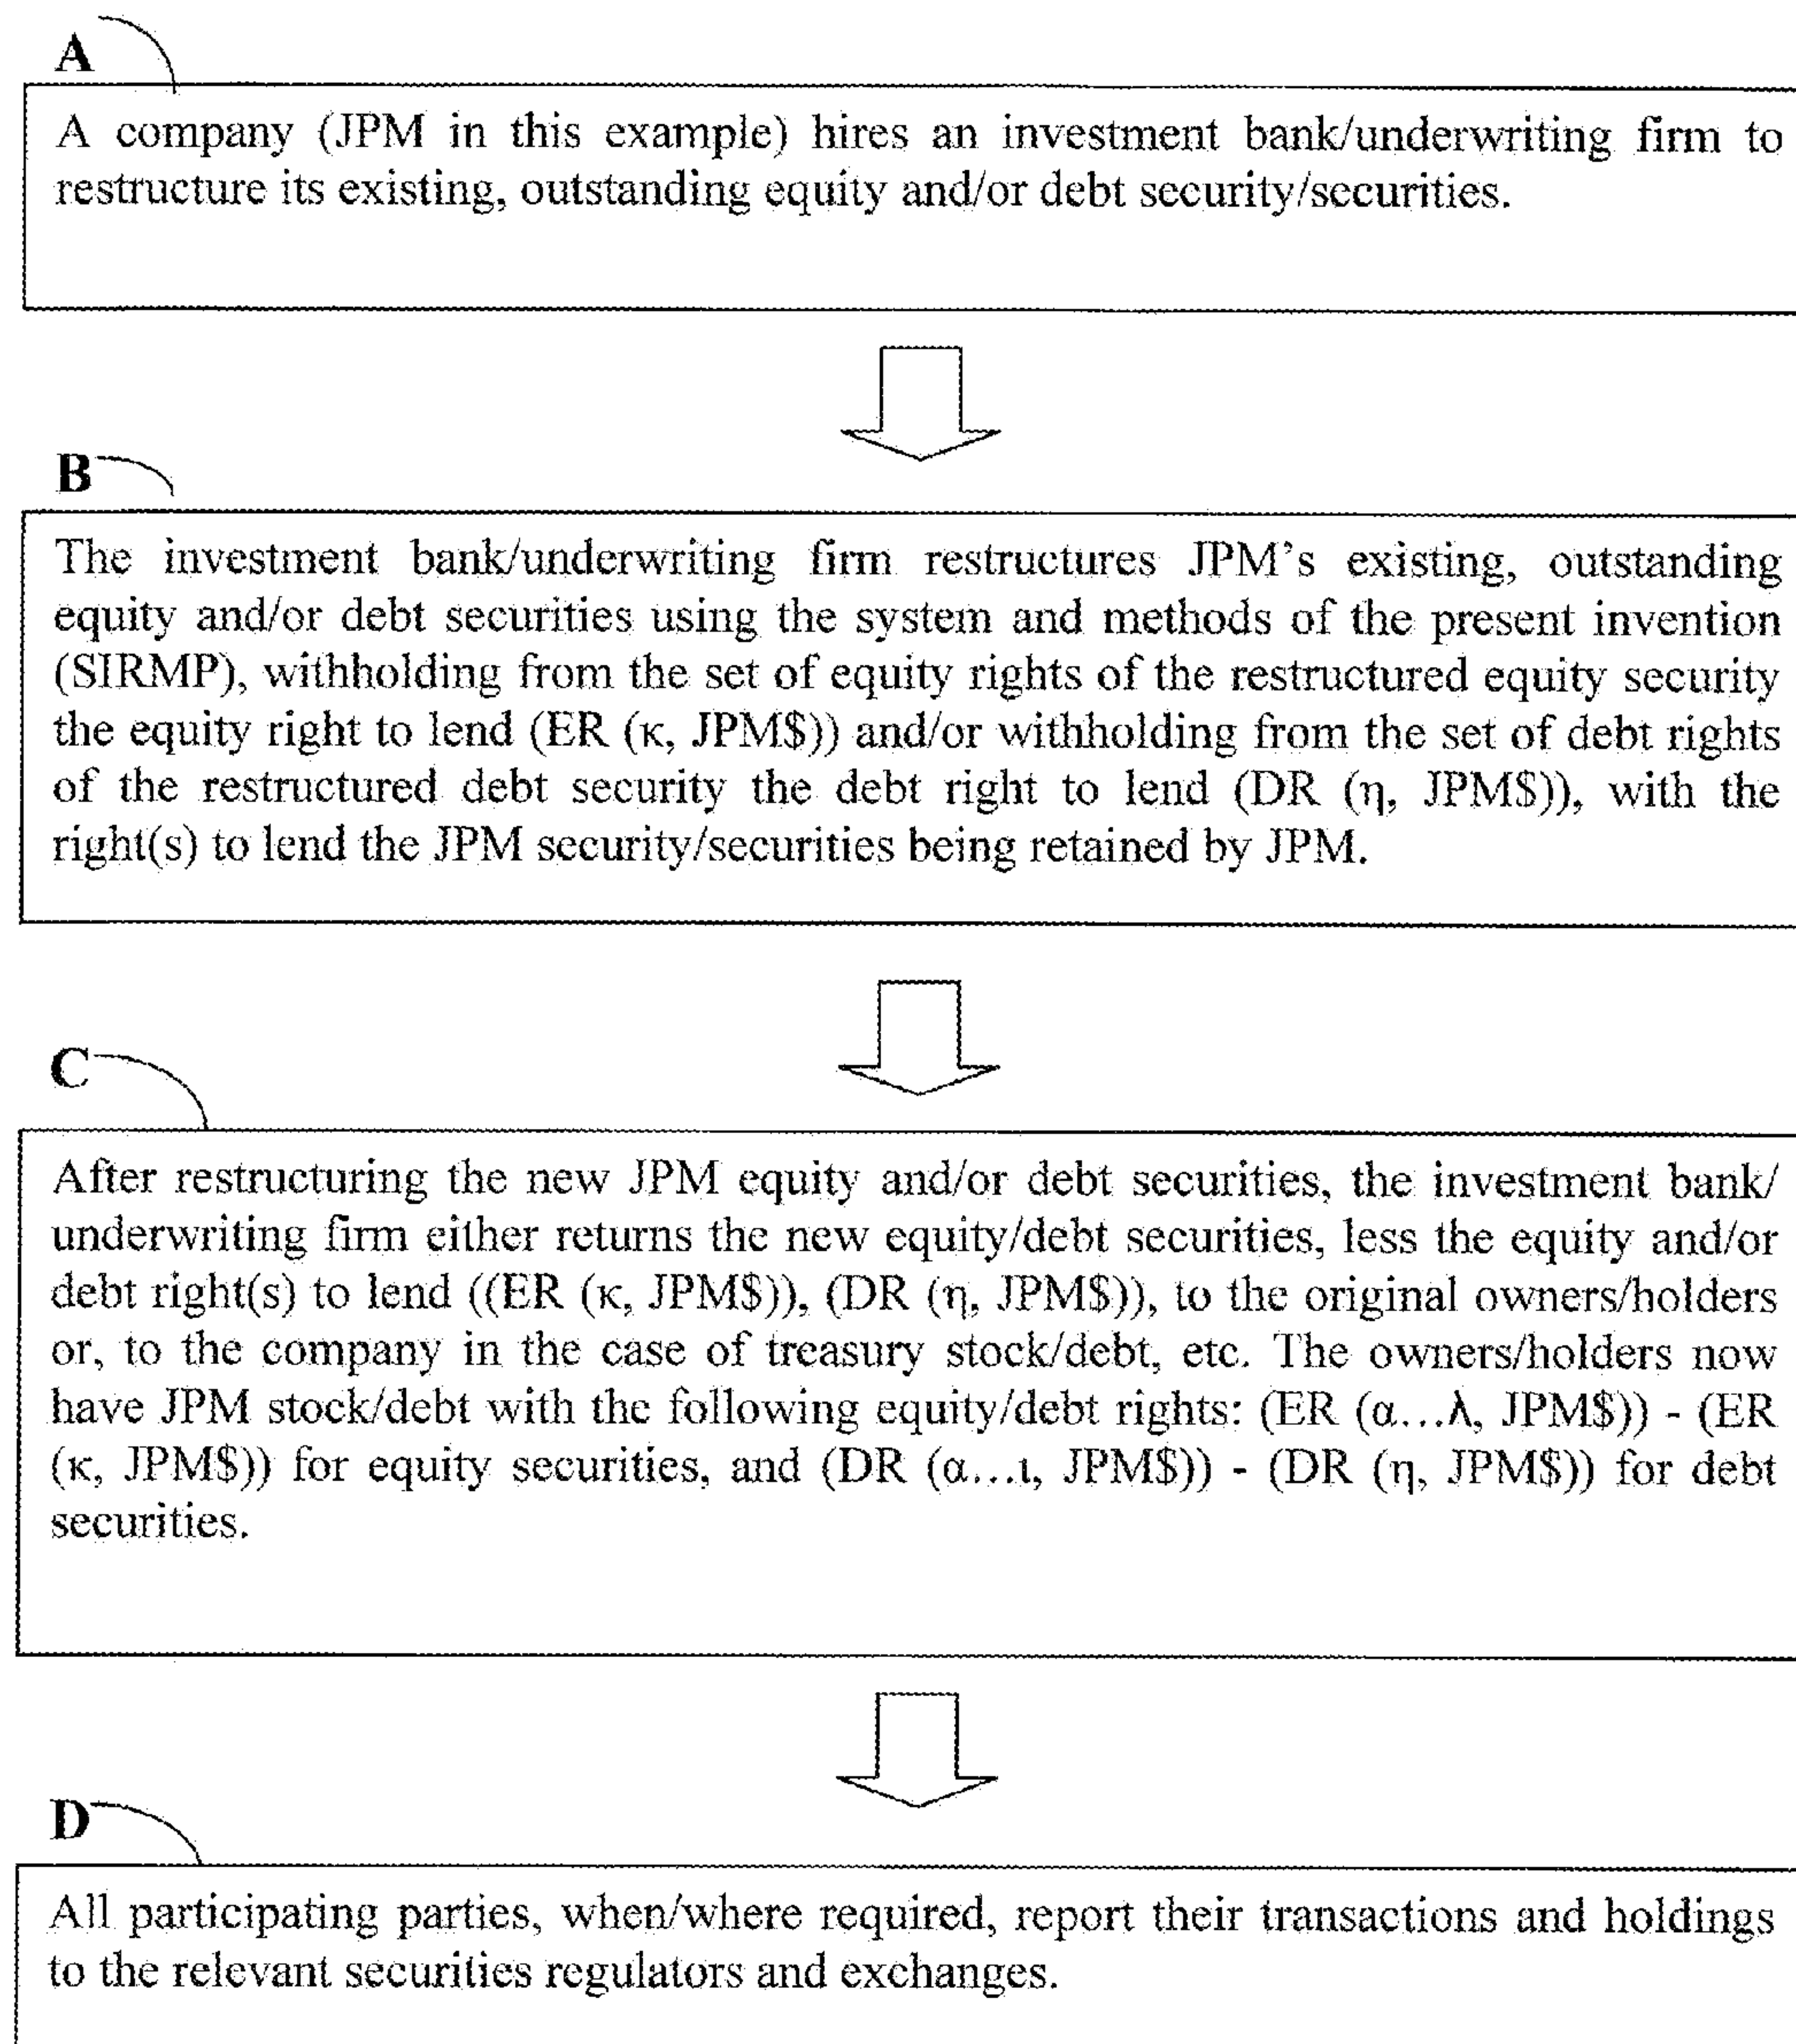 A
A company (JPM in this example) hires an investment bank/underwriting firm to
restructure its existing, outstanding equity and/or debt security/securities.
B
The investment bank/underwriting firm restructures JPM's existing, outstanding
equity and/or debt securities using the system and methods of the present invention
(SIRMP), withholding from the set of equity rights of the restructured equity security
the equity right to lend (ER (κ, JPM$)) and/or withholding from the set of debt rights
of the restructured debt security the debt right to lend (DR (η, JPM$)), with the
right(s) to lend the JPM security/securities being retained by JPM.
C
After restructuring the new JPM equity and/or debt securities, the investment bank/
underwriting firm either returns the new equity/debt securities, less the equity and/or
debt right(s) to lend ((ER (κ, JPM$)), (DR (η, JPM$)), to the original owners/holders
or, to the company in the case of treasury stock/debt, etc. The owners/holders now
have JPM stock/debt with the following equity/debt rights: (ER (α…λ, JPM$)) - (ER
(κ, JPM$)) for equity securities, and (DR (α…ι, JPM$)) - (DR (η, JPM$)) for debt
securities.
D
All participating parties, when/where required, report their transactions and holdings
to the relevant securities regulators and exchanges.